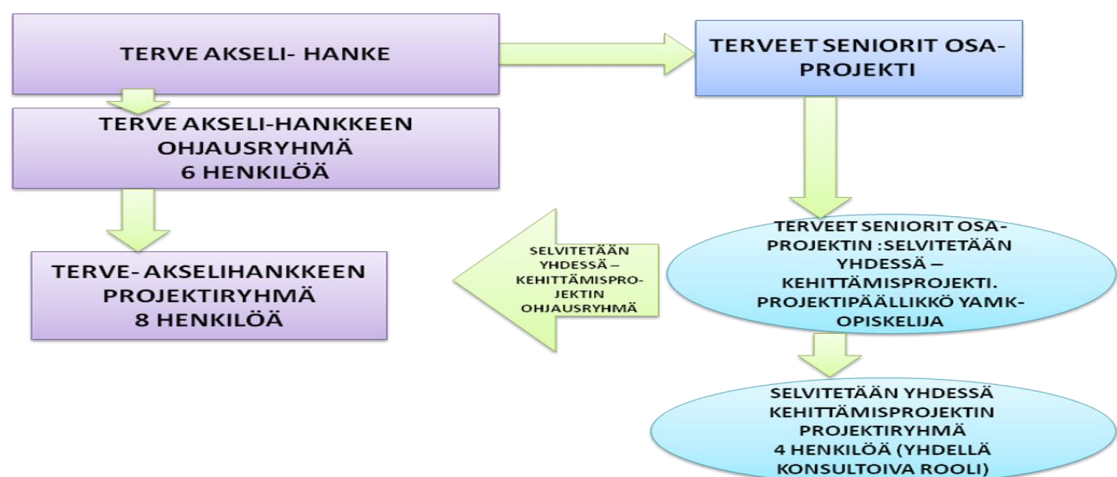 TERVE AKSELI- HANKE
TERVEET SENIORIT OSA-
PROJEKTI
TERVE AKSELI-HANKKEEN
OHJAUSRYHMÄ
6 HENKILÖÄ
TERVE- AKSELIHANKKEEN
PROJEKTIRYHMÄ
8 HENKILÖÄ
SELVITETÄÄN
YHDESSÄ –
KEHITTÄMISPRO-
JEKTIN
OHJAUSRYHMÄ
TERVEET SENIORIT OSA-
PROJEKTIN :SELVITETÄÄN
YHDESSÄ –
KEHITTÄMISPROJEKTI.
PROJEKTIPÄÄLLIKKÖ YAMK-
OPISKELIJA
SELVITETÄÄN YHDESSÄ
KEHITTÄMISPROJEKTIN
PROJEKTIRYHMÄ
4 HENKILÖÄ (YHDELLÄ
KONSULTOIVA ROOLI)